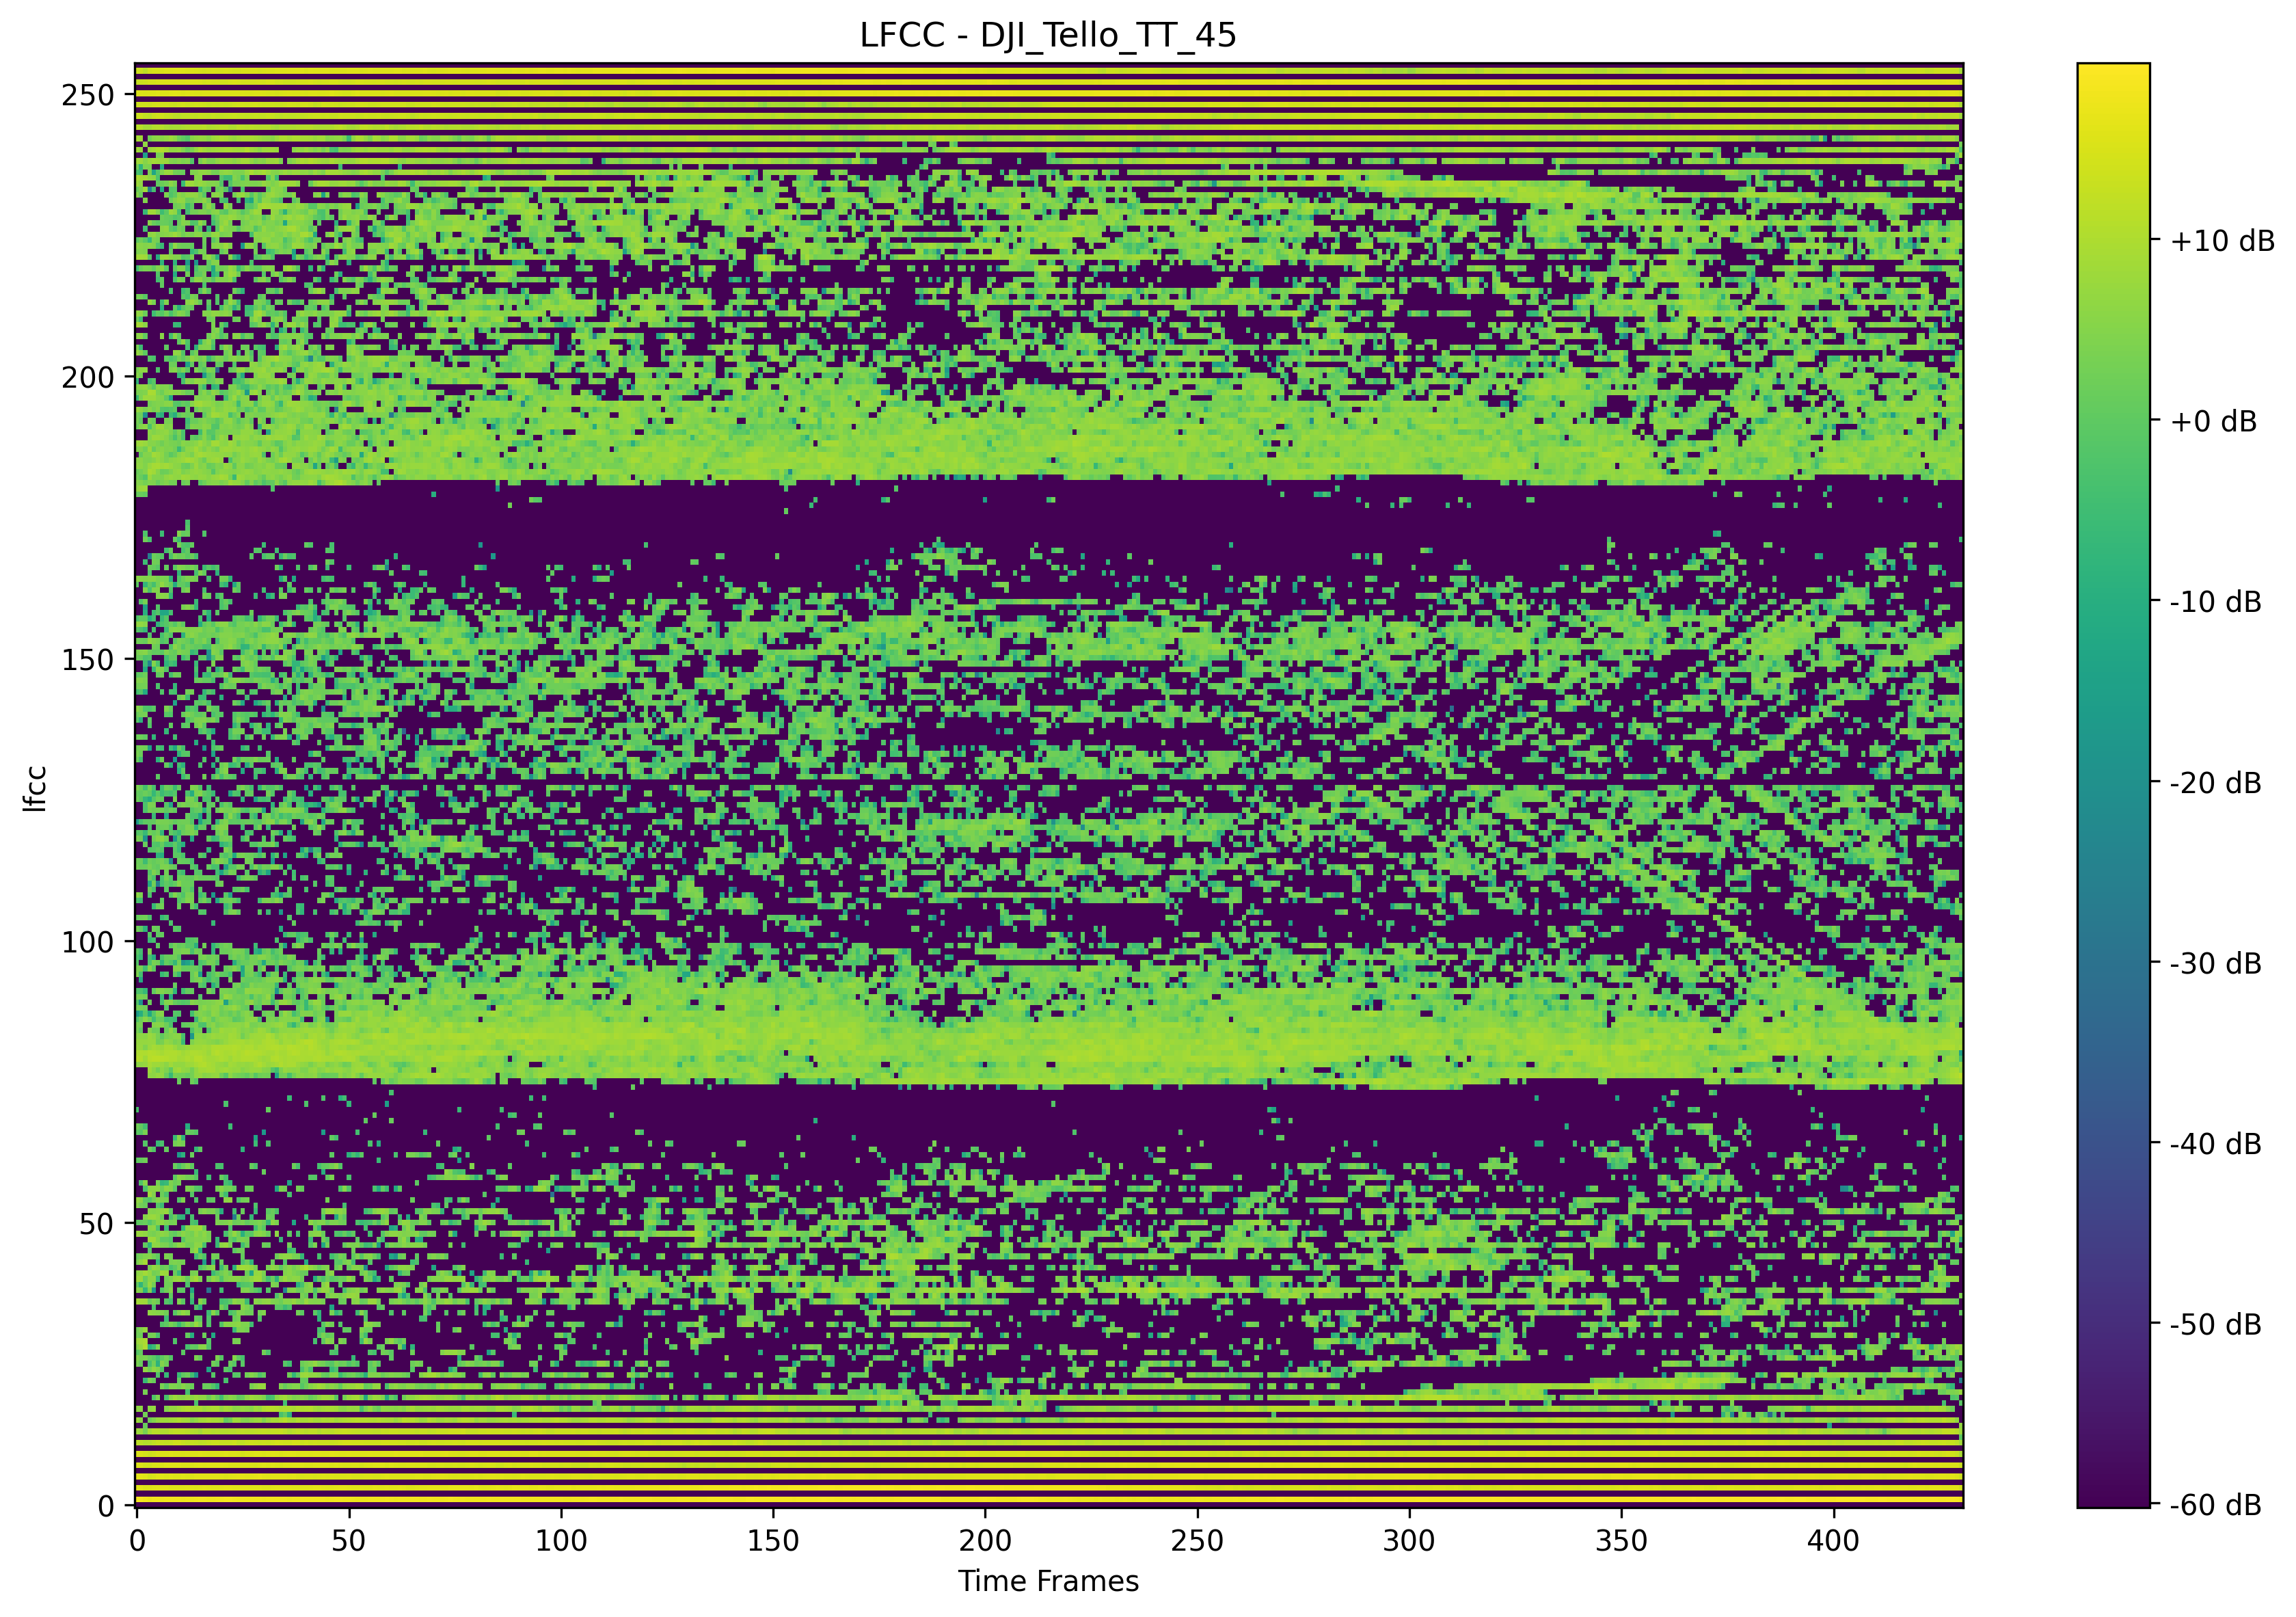 LFCC - DJI_Tello_TT_45
250
200
150
100
50
0
lfcc
0 50 100 150 200 250 300 350 400
Time Frames
+10 dB
+0 dB
-10 dB
-20 dB
-30 dB
-40 dB
-50 dB
-60 dB